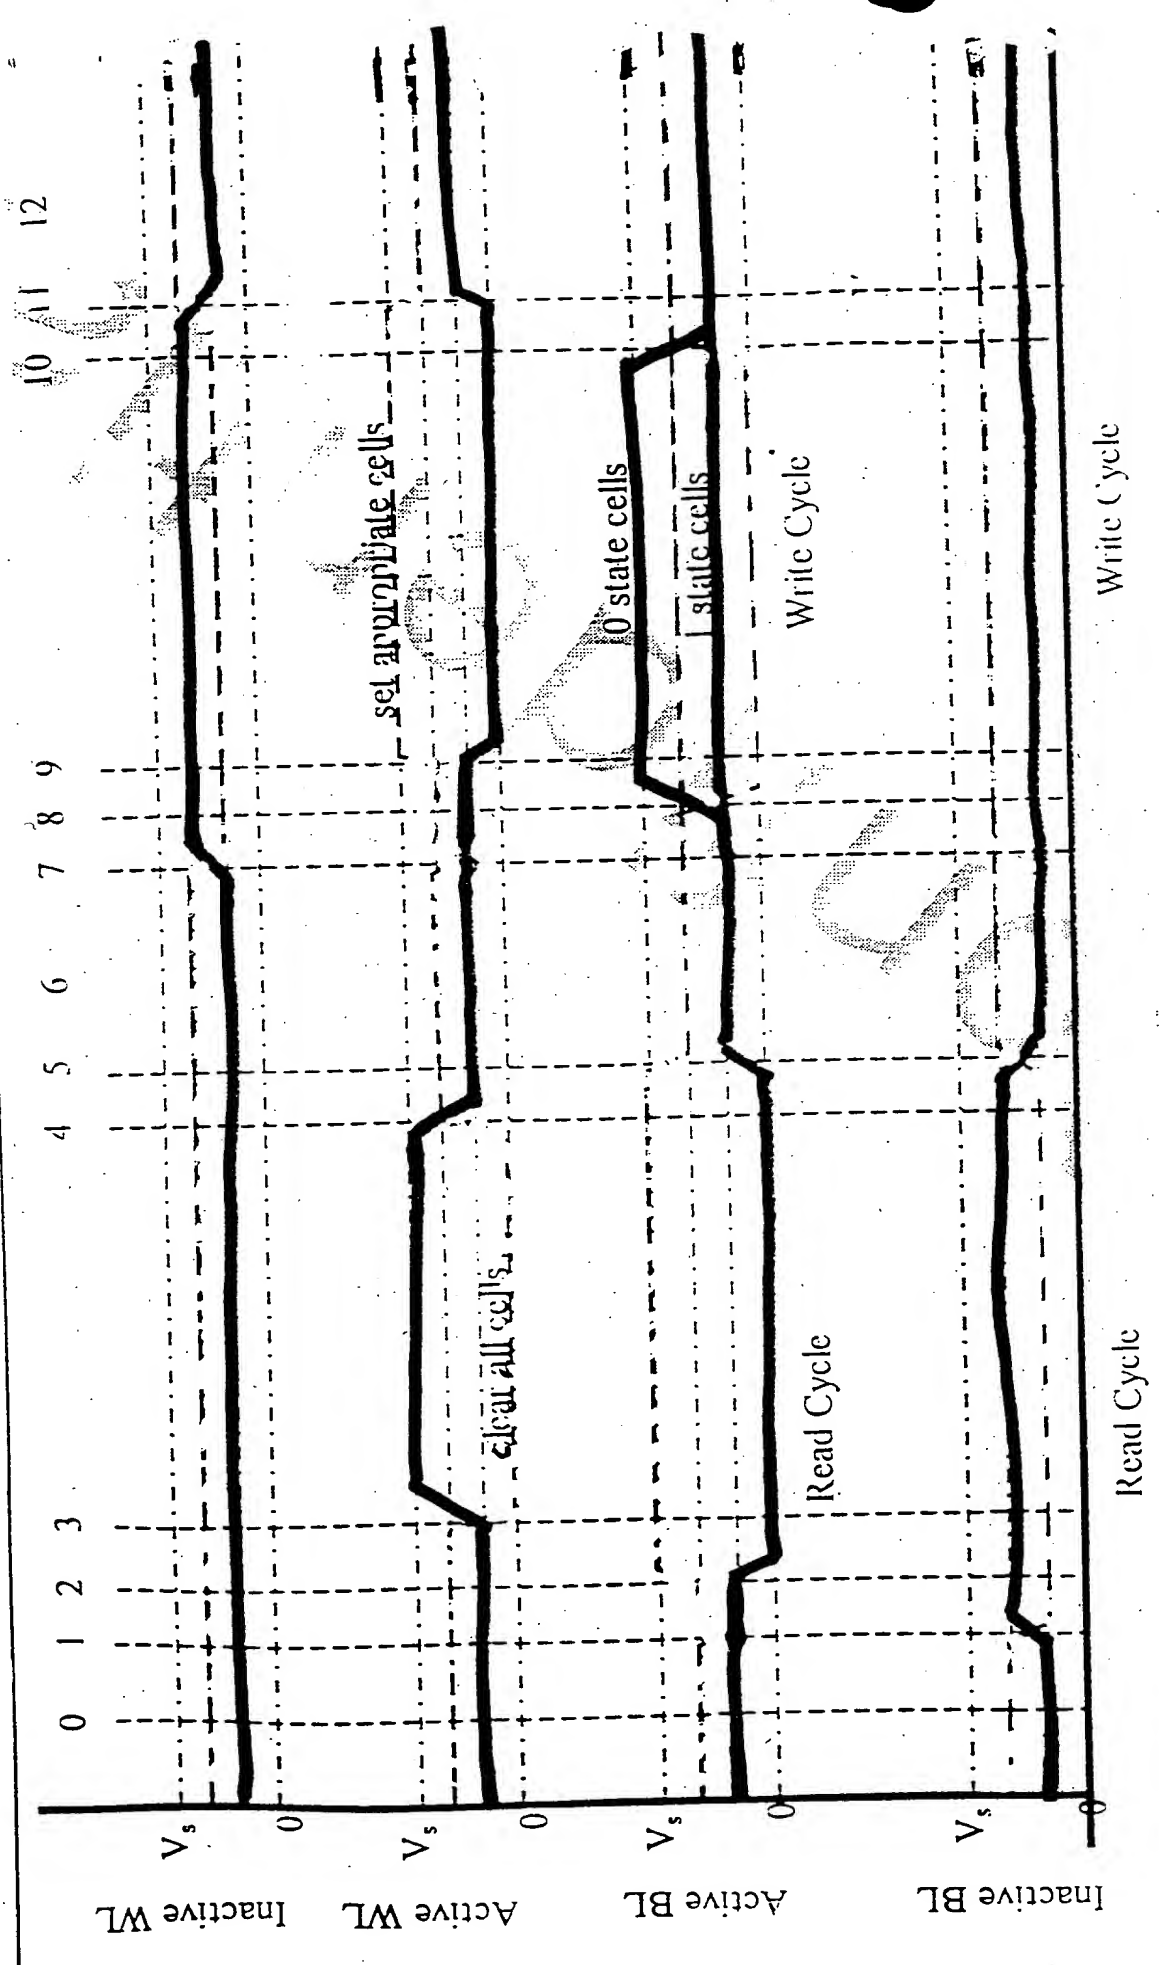 0 1 2 3 4 5 6 7 8 9 10 11 12
Inactive WL
Vs
0
Active WL
Vs
0
set appropriate cells
clear all cells
Active BL
Vs
0
0 state cells
1 state cells
Read Cycle
Write Cycle
Inactive BL
Vs
0
Read Cycle
Write Cycle